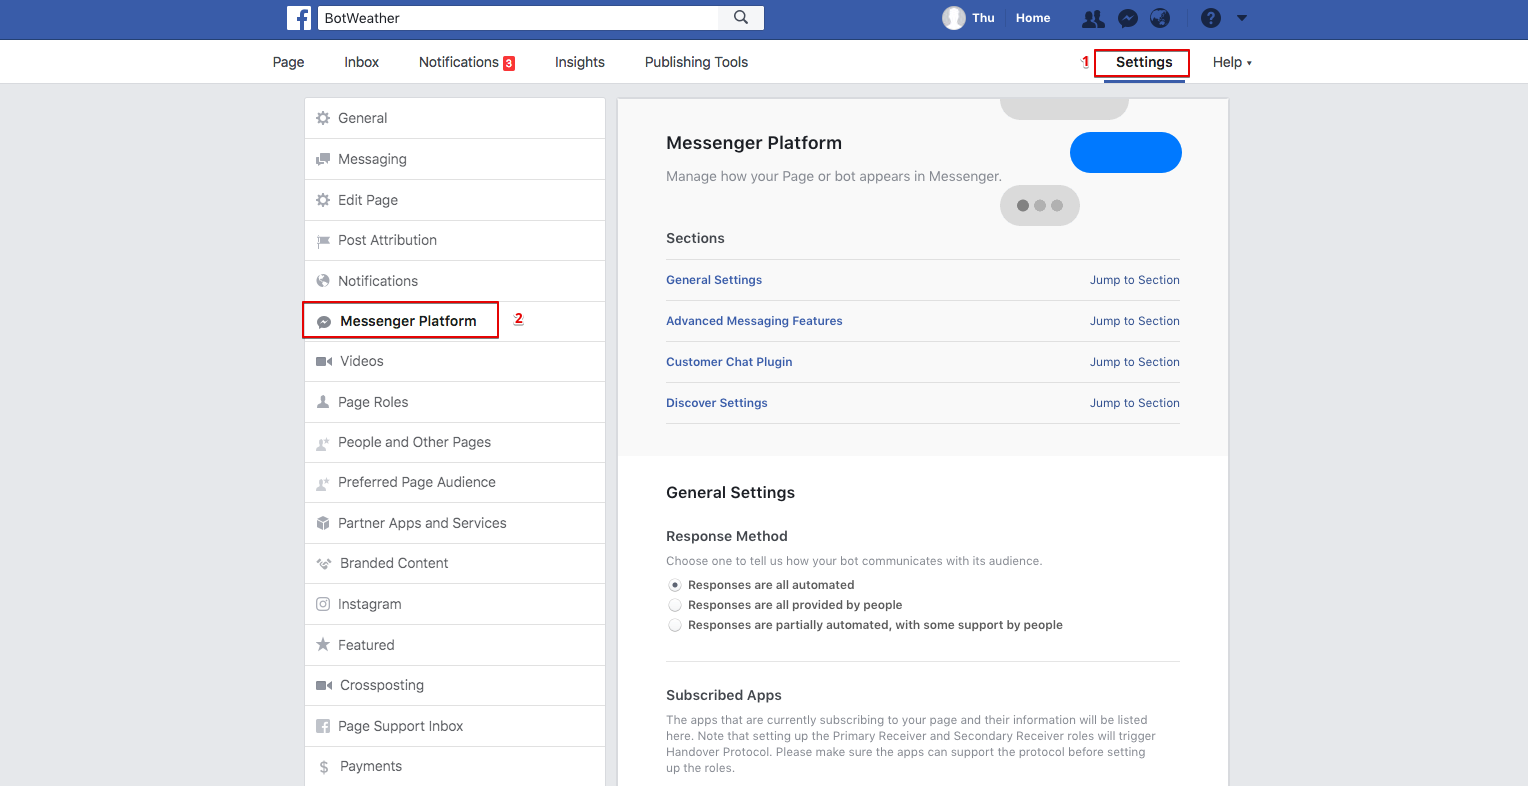 BotWeather
Thu
Home
Page
Inbox
Notifications 3
Insights
Publishing Tools
1
Settings
Help
General
Messaging
Edit Page
Post Attribution
Notifications
Messenger Platform
2
Videos
Page Roles
People and Other Pages
Preferred Page Audience
Partner Apps and Services
Branded Content
Instagram
Featured
Crossposting
Page Support Inbox
Payments
Messenger Platform
Manage how your Page or bot appears in Messenger.
Sections
General Settings Jump to Section
Advanced Messaging Features Jump to Section
Customer Chat Plugin Jump to Section
Discover Settings Jump to Section
General Settings
Response Method
Choose one to tell us how your bot communicates with its audience.
Responses are all automated
Responses are all provided by people
Responses are partially automated, with some support by people
Subscribed Apps
The apps that are currently subscribing to your page and their information will be listed
here. Note that setting up the Primary Receiver and Secondary Receiver roles will trigger
Handover Protocol. Please make sure the apps can support the protocol before setting
up the roles.